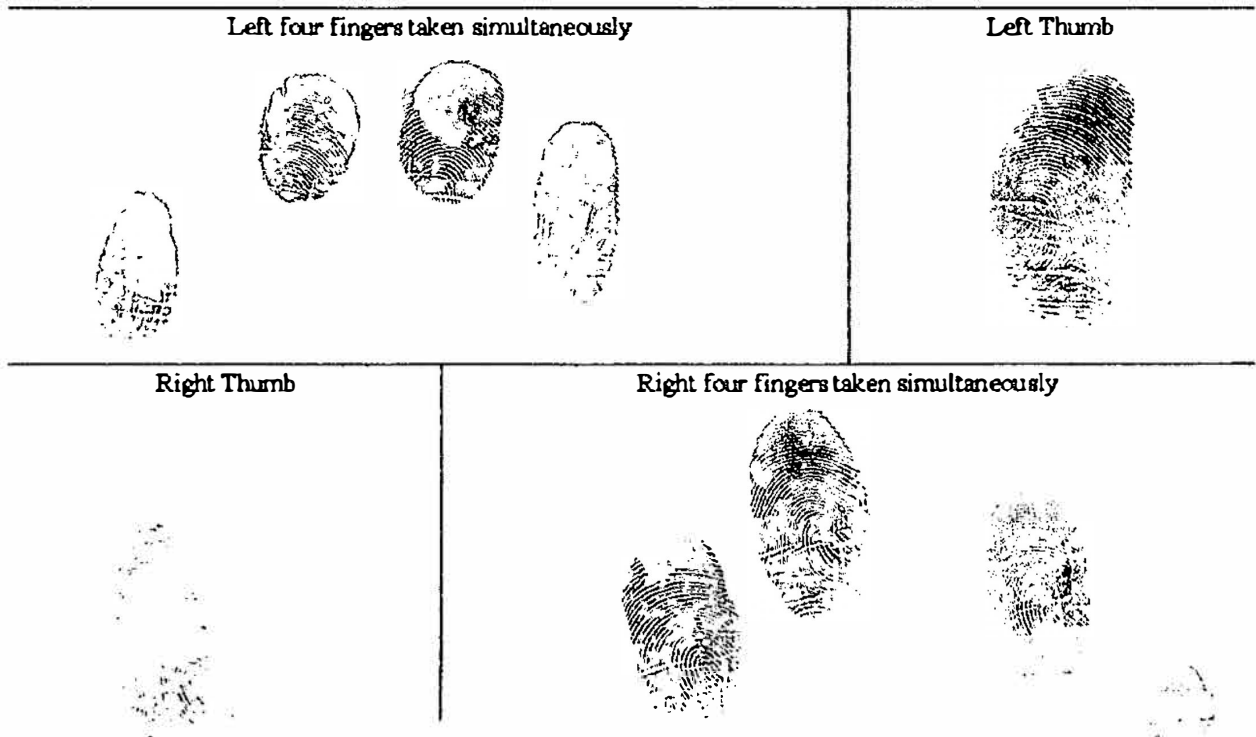 Left four fingers taken simultaneously
Left Thumb
Right Thumb
Right four fingers taken simultaneously